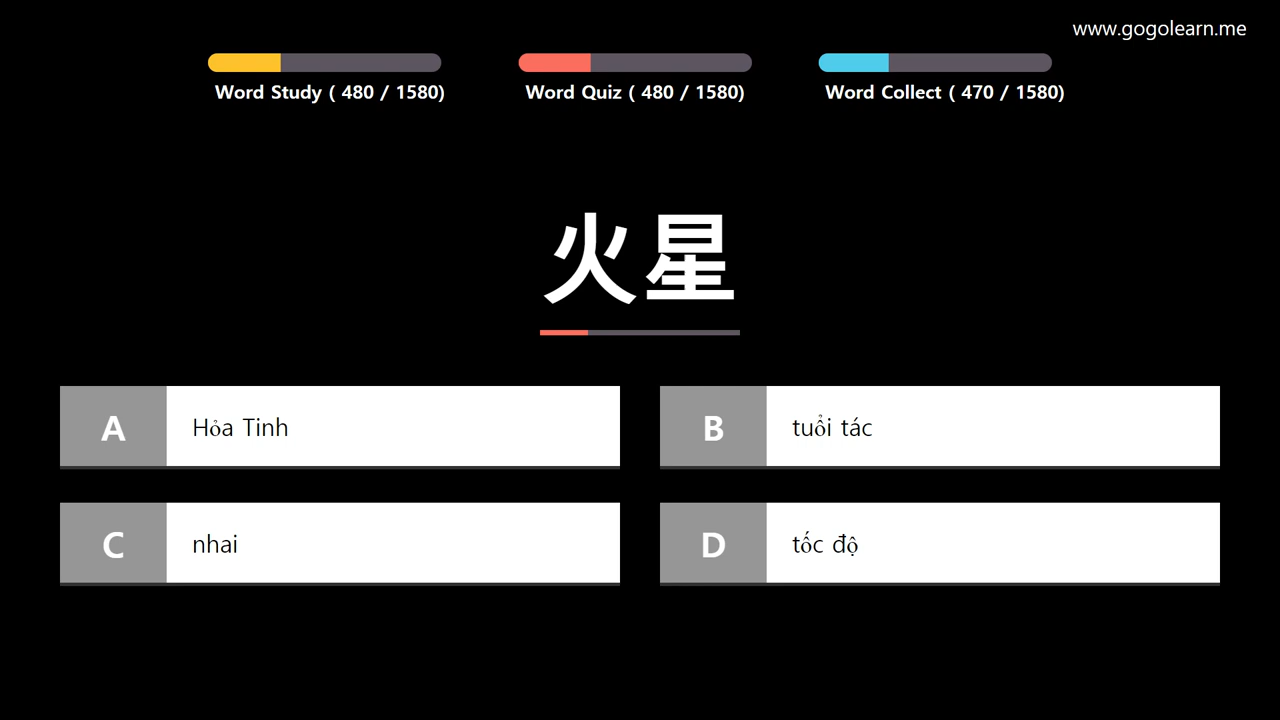 www.gogolearn.me
Word Study ( 480 / 1580)
Word Quiz ( 480 / 1580)
Word Collect ( 470 / 1580)
火星
A
Hỏa Tinh
B
tuổi tác
C
nhai
D
tốc độ